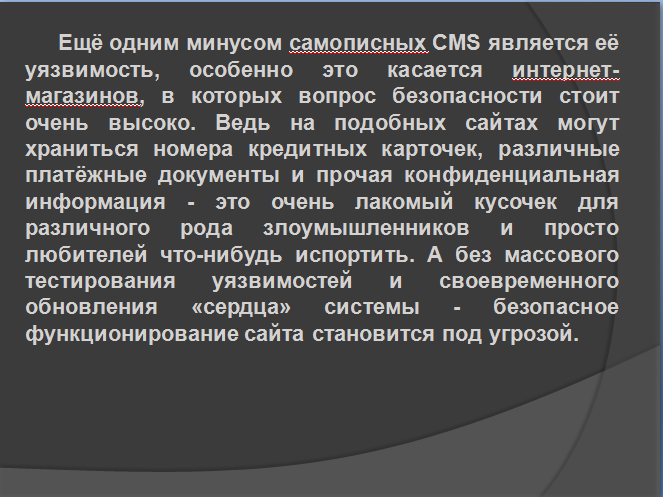 Ещё одним минусом самописных CMS является её
уязвимость, особенно это касается интернет-
магазинов, в которых вопрос безопасности стоит
очень высоко. Ведь на подобных сайтах могут
храниться номера кредитных карточек, различные
платёжные документы и прочая конфиденциальная
информация - это очень лакомый кусочек для
различного рода злоумышленников и просто
любителей что-нибудь испортить. А без массового
тестирования уязвимостей и своевременного
обновления «сердца» системы - безопасное
функционирование сайта становится под угрозой.